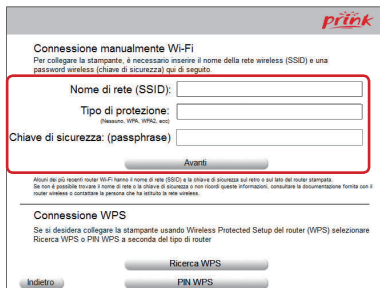 prink
Connessione manualmente Wi-Fi
Per collegare la stampante, è necessario inserire il nome della rete wireless (SSID) e una
password wireless (chiave di sicurezza) qui di seguito.
Nome di rete (SSID):
Tipo di protezione:
(Nessuno, WPA, WPA2, ecc)
Chiave di sicurezza: (passphrase)
Avanti
Alcuni dei più recenti router Wi-Fi hanno il nome di rete (SSID) e la chiave di sicurezza sul retro o sul lato del router stampata.
Se non è possibile trovare il nome di rete o la chiave di sicurezza o non ricordi queste informazioni, consultare la documentazione fornita con il
router wireless o contattare la persona che ha istituito la rete wireless.
Connessione WPS
Se si desidera collegare la stampante usando Wireless Protected Setup del router (WPS) selezionare
Ricerca WPS o PIN WPS a seconda del tipo di router
Ricerca WPS
Indietro
PIN WPS